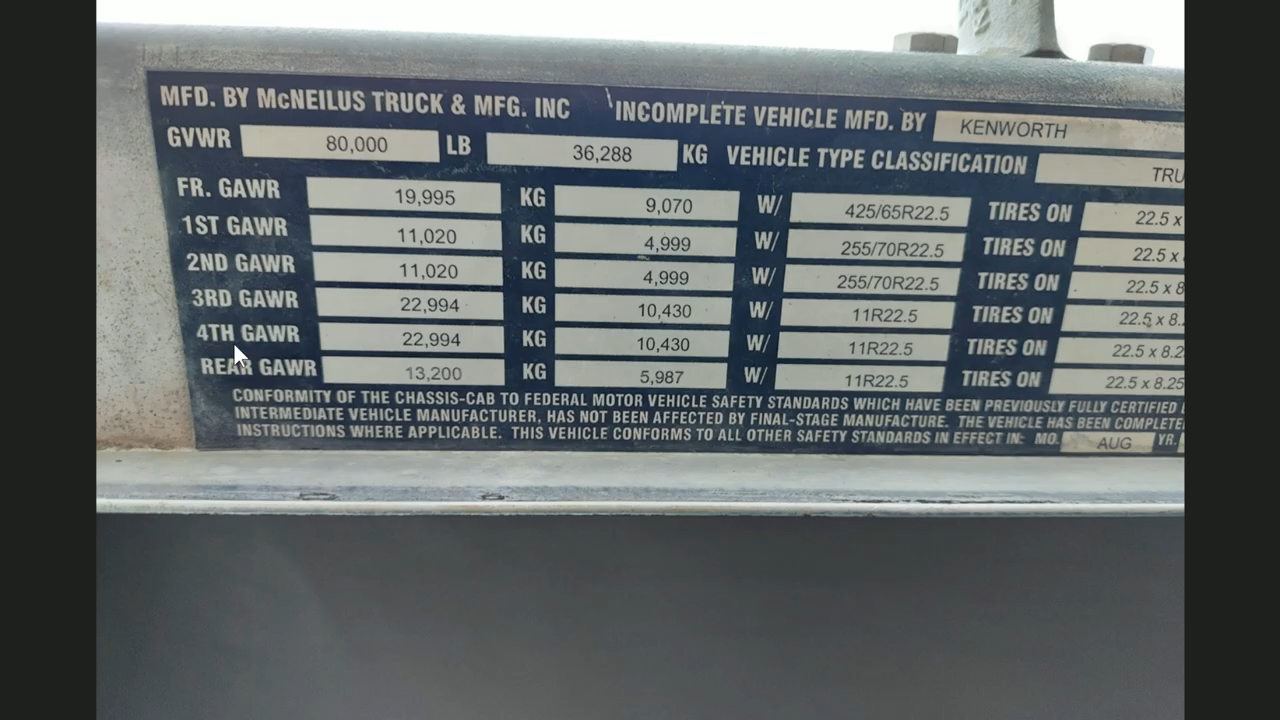 MFD. BY McNEILUS TRUCK & MFG. INC INCOMPLETE VEHICLE MFD. BY KENWORTH
GVWR 80,000 LB 36,288 KG VEHICLE TYPE CLASSIFICATION TRU
FR. GAWR 19,995 KG 9,070 W/ 425/65R22.5 TIRES ON 22.5 x
1ST GAWR 11,020 KG 4,999 W/ 255/70R22.5 TIRES ON 22.5 x
2ND GAWR 11,020 KG 4,999 W/ 255/70R22.5 TIRES ON 22.5 x 8
3RD GAWR 22,994 KG 10,430 W/ 11R22.5 TIRES ON 22.5 x 8.
4TH GAWR 22,994 KG 10,430 W/ 11R22.5 TIRES ON 22.5 x 8.2
REAR GAWR 13,200 KG 5,987 W/ 11R22.5 TIRES ON 22.5 x 8.25
CONFORMITY OF THE CHASSIS-CAB TO FEDERAL MOTOR VEHICLE SAFETY STANDARDS WHICH HAVE BEEN PREVIOUSLY FULLY CERTIFIED
INTERMEDIATE VEHICLE MANUFACTURER, HAS NOT BEEN AFFECTED BY FINAL-STAGE MANUFACTURE. THE VEHICLE HAS BEEN COMPLETE
INSTRUCTIONS WHERE APPLICABLE. THIS VEHICLE CONFORMS TO ALL OTHER SAFETY STANDARDS IN EFFECT IN: MO. AUG YR.